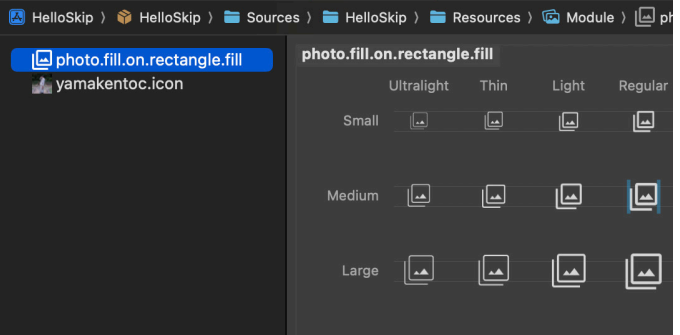 HelloSkip 〉 HelloSkip 〉 Sources 〉 HelloSkip 〉 Resources 〉 Module 〉 ph
photo.fill.on.rectangle.fill
yamakentoc.icon
photo.fill.on.rectangle.fill
Ultralight Thin Light Regular
Small
Medium
Large